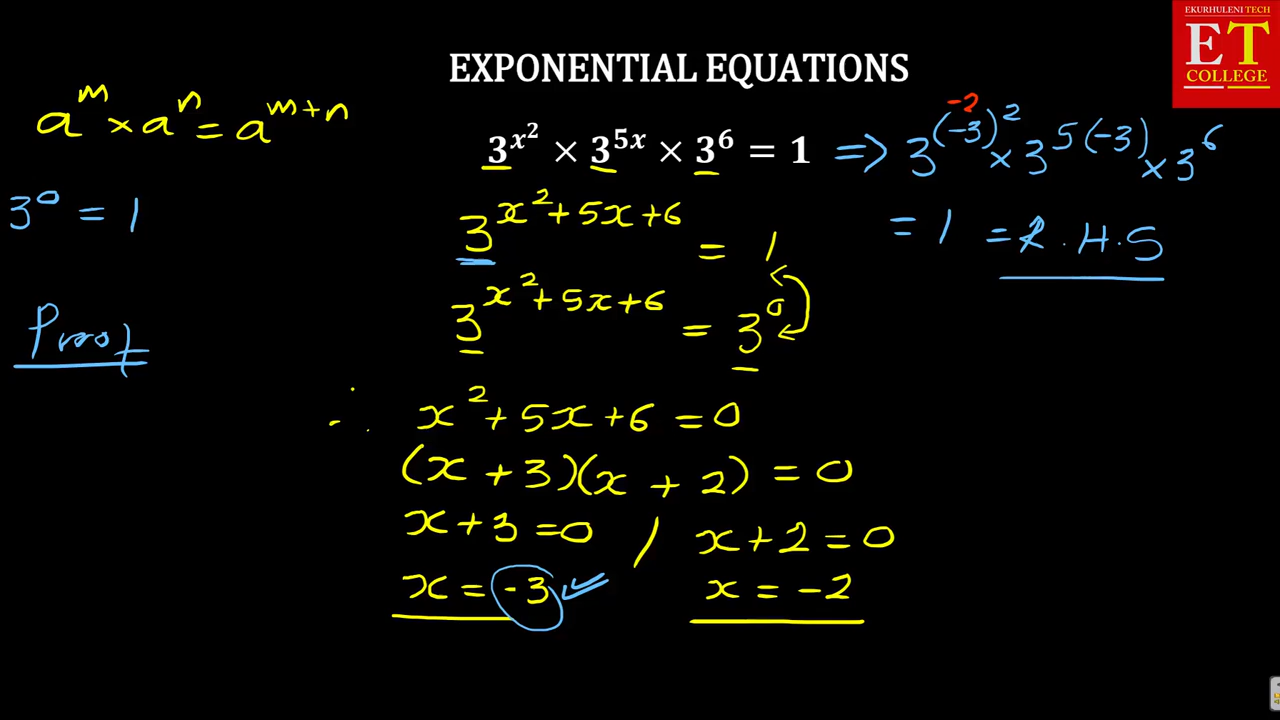 EKURHULENI TECH
ET
COLLEGE
EXPONENTIAL EQUATIONS
a^m × a^n = a^(m+n)
3^(x²) × 3^(5x) × 3^6 = 1 ⇒ 3^((-3)²) × 3^(5(-3)) × 3^6
-2
3^0 = 1
= 1 = R.H.S
3^(x²+5x+6) = 1
3^(x²+5x+6) = 3^0
Proof
∴ x²+5x+6 = 0
(x + 3)(x + 2) = 0
x+3 = 0 / x+2 = 0
x = -3 ✓ x = -2